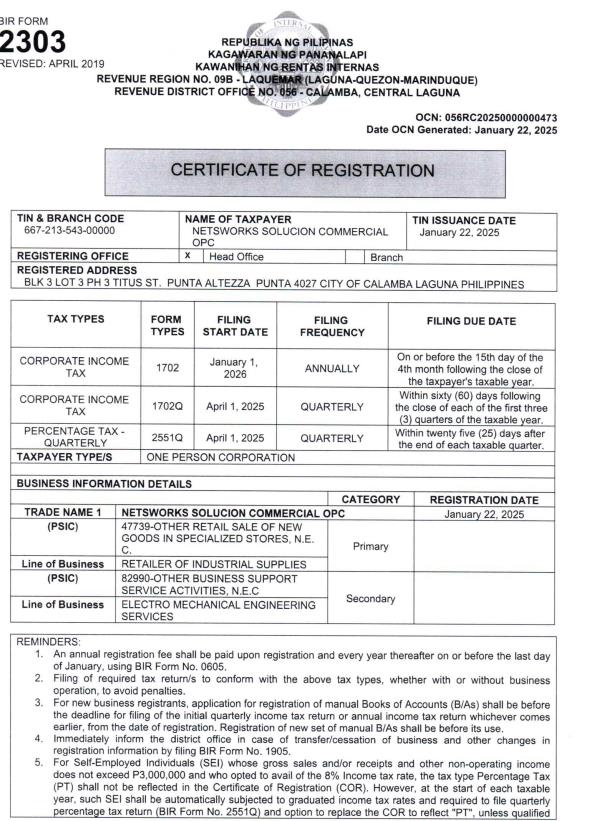 BIR FORM
2303
REVISED: APRIL 2019
REPUBLIKA NG PILIPINAS
KAGAWARAN NG PANANALAPI
KAWANIHAN NG RENTAS INTERNAS
REVENUE REGION NO. 09B - LAQUEMAR (LAGUNA-QUEZON-MARINDUQUE)
REVENUE DISTRICT OFFICE NO. 056 - CALAMBA, CENTRAL LAGUNA
OCN: 056RC20250000000473
Date OCN Generated: January 22, 2025
CERTIFICATE OF REGISTRATION
TIN & BRANCH CODE
667-213-543-00000
NAME OF TAXPAYER
NETSWORKS SOLUCION COMMERCIAL
OPC
TIN ISSUANCE DATE
January 22, 2025
REGISTERING OFFICE X Head Office Branch
REGISTERED ADDRESS
BLK 3 LOT 3 PH 3 TITUS ST. PUNTA ALTEZZA PUNTA 4027 CITY OF CALAMBA LAGUNA PHILIPPINES
TAX TYPES
FORM
TYPES
FILING
START DATE
FILING
FREQUENCY
FILING DUE DATE
CORPORATE INCOME
TAX
1702
January 1,
2026
ANNUALLY
On or before the 15th day of the
4th month following the close of
the taxpayer's taxable year.
CORPORATE INCOME
TAX
1702Q
April 1, 2025
QUARTERLY
Within sixty (60) days following
the close of each of the first three
(3) quarters of the taxable year.
PERCENTAGE TAX -
QUARTERLY
2551Q
April 1, 2025
QUARTERLY
Within twenty five (25) days after
the end of each taxable quarter.
TAXPAYER TYPE/S ONE PERSON CORPORATION
BUSINESS INFORMATION DETAILS
CATEGORY REGISTRATION DATE
TRADE NAME 1 NETSWORKS SOLUCION COMMERCIAL OPC January 22, 2025
(PSIC)
47739-OTHER RETAIL SALE OF NEW
GOODS IN SPECIALIZED STORES, N.E.
C.
Primary
Line of Business RETAILER OF INDUSTRIAL SUPPLIES
(PSIC)
82990-OTHER BUSINESS SUPPORT
SERVICE ACTIVITIES, N.E.C
Secondary
Line of Business
ELECTRO MECHANICAL ENGINEERING
SERVICES
REMINDERS:
1. An annual registration fee shall be paid upon registration and every year thereafter on or before the last day
of January, using BIR Form No. 0605.
2. Filing of required tax return/s to conform with the above tax types, whether with or without business
operation, to avoid penalties.
3. For new business registrants, application for registration of manual Books of Accounts (B/As) shall be before
the deadline for filing of the initial quarterly income tax return or annual income tax return whichever comes
earlier, from the date of registration. Registration of new set of manual B/As shall be before its use.
4. Immediately inform the district office in case of transfer/cessation of business and other changes in
registration information by filing BIR Form No. 1905.
5. For Self-Employed Individuals (SEI) whose gross sales and/or receipts and other non-operating income
does not exceed P3,000,000 and who opted to avail of the 8% Income tax rate, the tax type Percentage Tax
(PT) shall not be reflected in the Certificate of Registration (COR). However, at the start of each taxable
year, such SEI shall be automatically subjected to graduated income tax rates and required to file quarterly
percentage tax return (BIR Form No. 2551Q) and option to replace the COR to reflect "PT", unless qualified